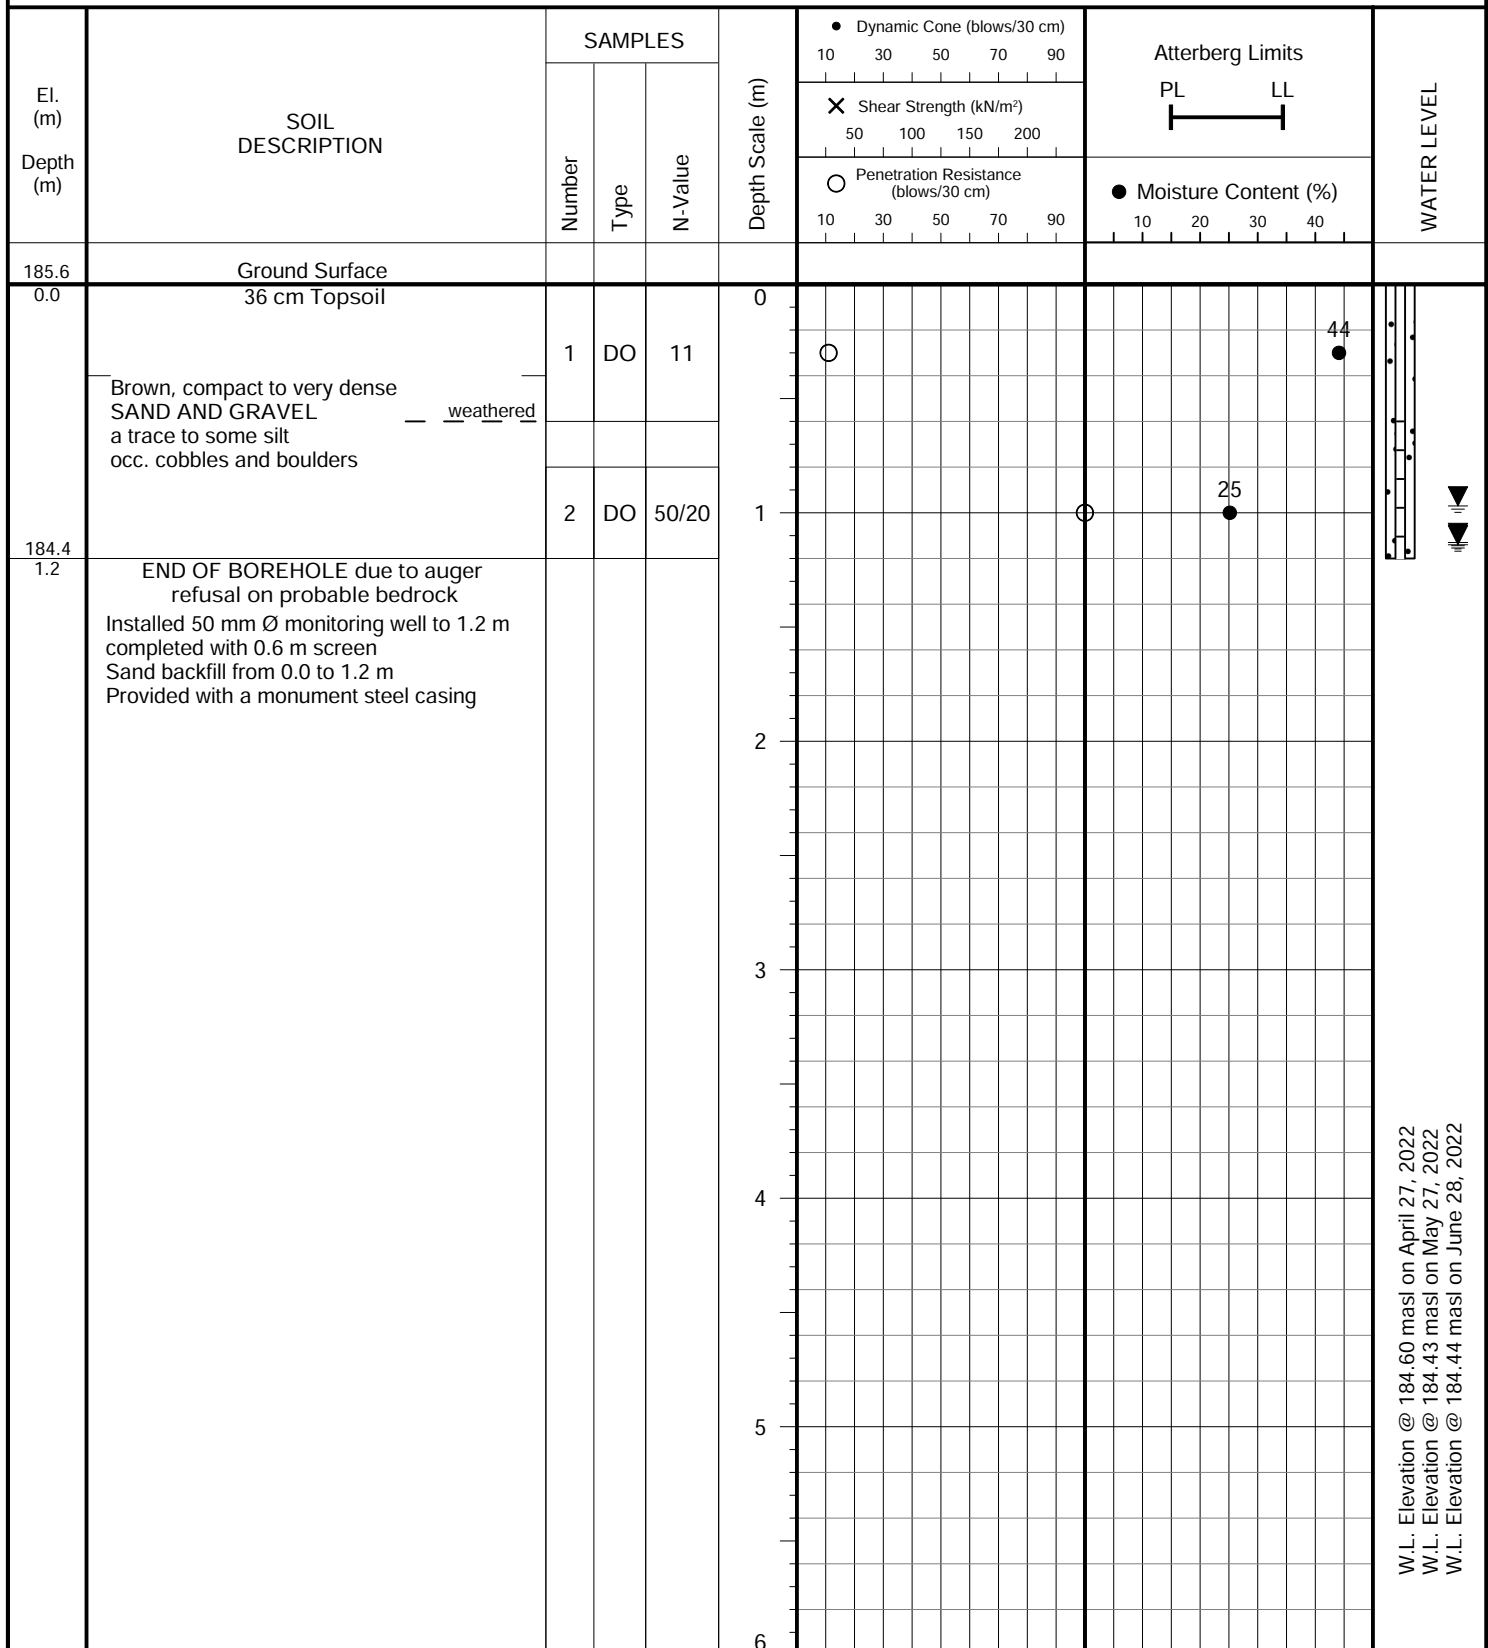 El.
(m)
Depth
(m)
SOIL
DESCRIPTION
SAMPLES
Number
Type
N-Value
Depth Scale (m)
Dynamic Cone (blows/30 cm)
10 30 50 70 90
Shear Strength (kN/m²)
50 100 150 200
Penetration Resistance
(blows/30 cm)
10 30 50 70 90
Atterberg Limits
PL LL
Moisture Content (%)
10 20 30 40
WATER LEVEL
185.6 Ground Surface
0.0 36 cm Topsoil 0
44
1 DO 11
Brown, compact to very dense
SAND AND GRAVEL weathered
a trace to some silt
occ. cobbles and boulders
25
2 DO 50/20 1
184.4
1.2 END OF BOREHOLE due to auger
refusal on probable bedrock
Installed 50 mm Ø monitoring well to 1.2 m
completed with 0.6 m screen
Sand backfill from 0.0 to 1.2 m
Provided with a monument steel casing
2
3
4
5
6
W.L. Elevation @ 184.60 masl on April 27, 2022
W.L. Elevation @ 184.43 masl on May 27, 2022
W.L. Elevation @ 184.44 masl on June 28, 2022